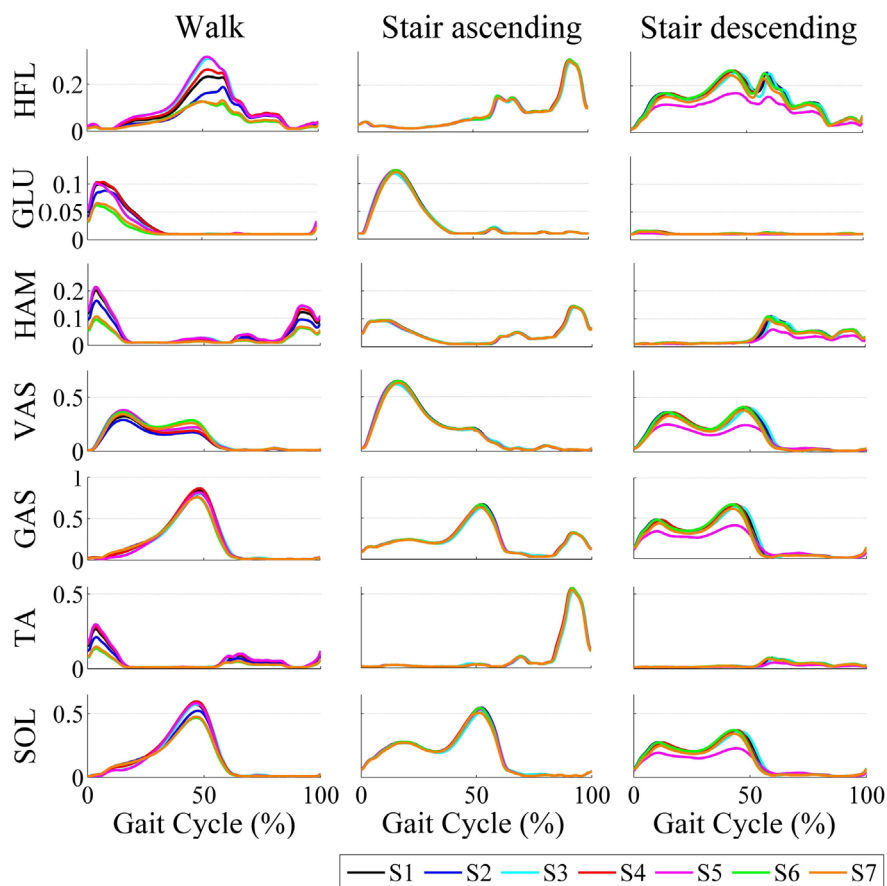 Walk Stair ascending Stair descending
HFL
0.2
0
GLU
0.1
0.05
0
HAM
0.2
0.1
0
VAS
0.5
0
GAS
1
0.5
0
TA
0.5
0
SOL
0.5
0
0 50 100 0 50 100 0 50 100
Gait Cycle (%) Gait Cycle (%) Gait Cycle (%)
S1 S2 S3 S4 S5 S6 S7